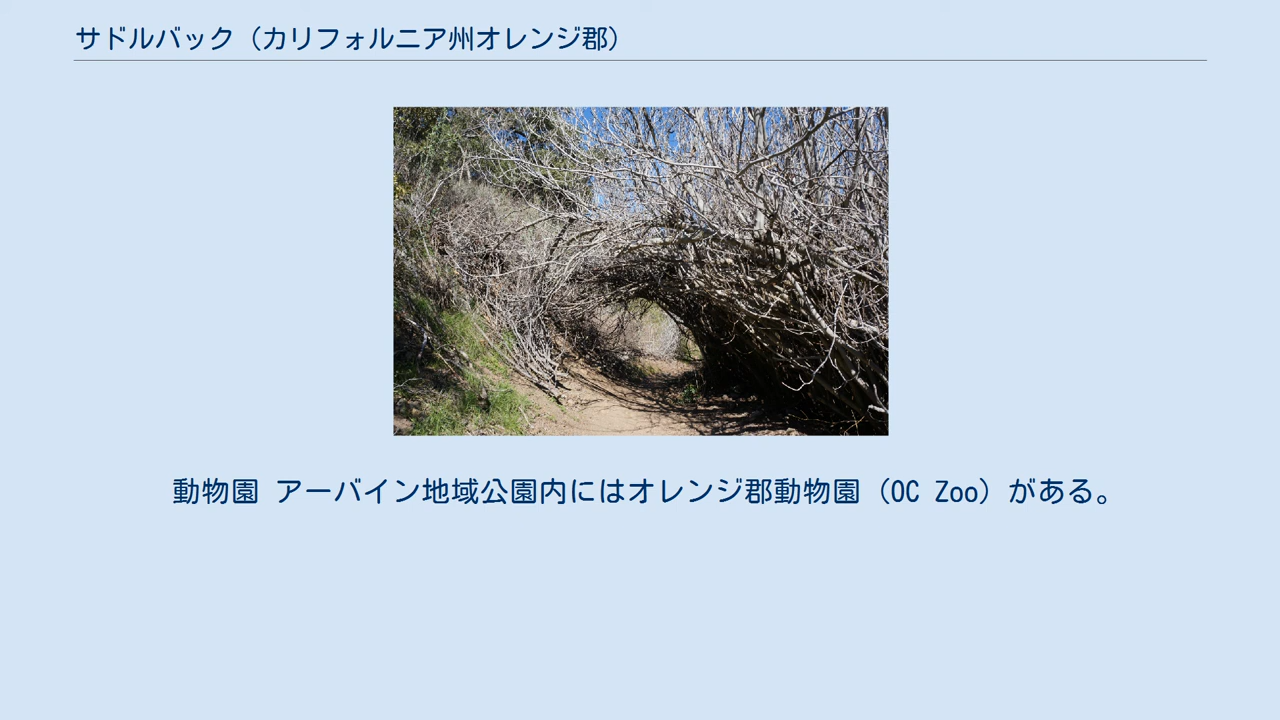 サドルバック（カリフォルニア州オレンジ郡）
動物園 アーバイン地域公園内にはオレンジ郡動物園（OC Zoo）がある。